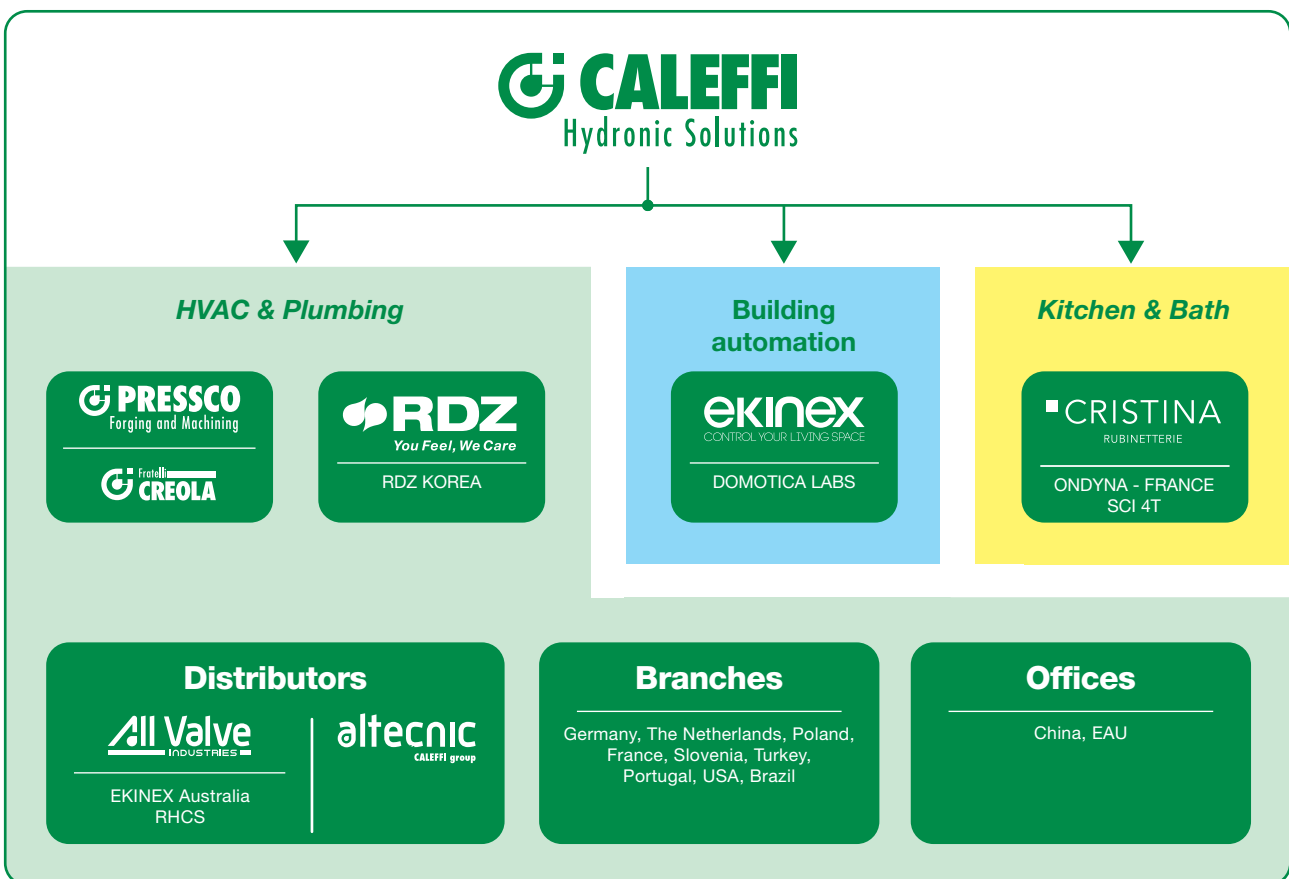 CALEFFI
Hydronic Solutions
HVAC & Plumbing
PRESSCO
Forging and Machining
Fratelli
CREOLA
RDZ
You Feel, We Care
RDZ KOREA
Building
automation
eKINEX
CONTROL YOUR LIVING SPACE
DOMOTICA LABS
Kitchen & Bath
CRISTINA
RUBINETTERIE
ONDYNA - FRANCE
SCI 4T
Distributors
All Valve
INDUSTRIES
EKINEX Australia
RHCS
altecnic
CALEFFI group
Branches
Germany, The Netherlands, Poland,
France, Slovenia, Turkey,
Portugal, USA, Brazil
Offices
China, EAU